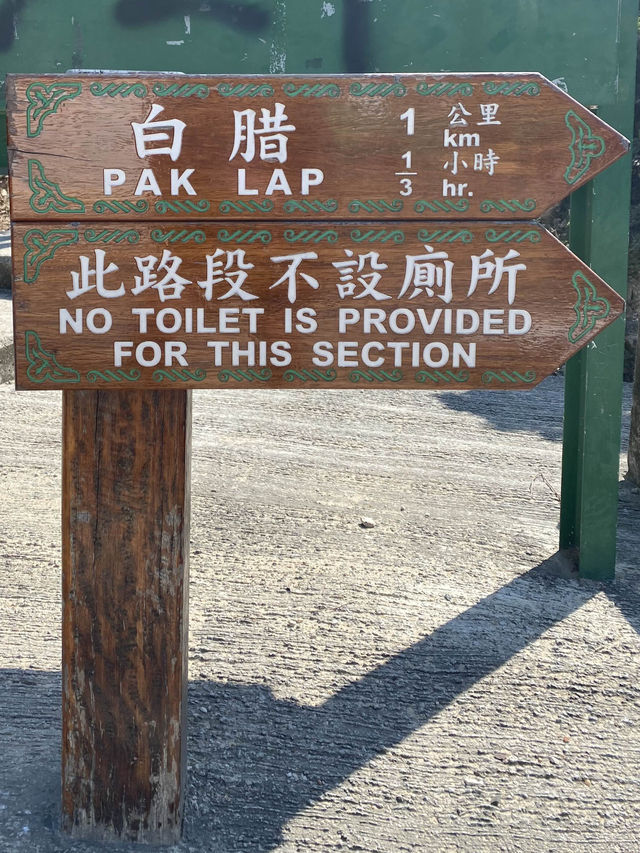 白腊 1 公里
km
PAK LAP 1/3 小時
hr.
此路段不設廁所
NO TOILET IS PROVIDED
FOR THIS SECTION